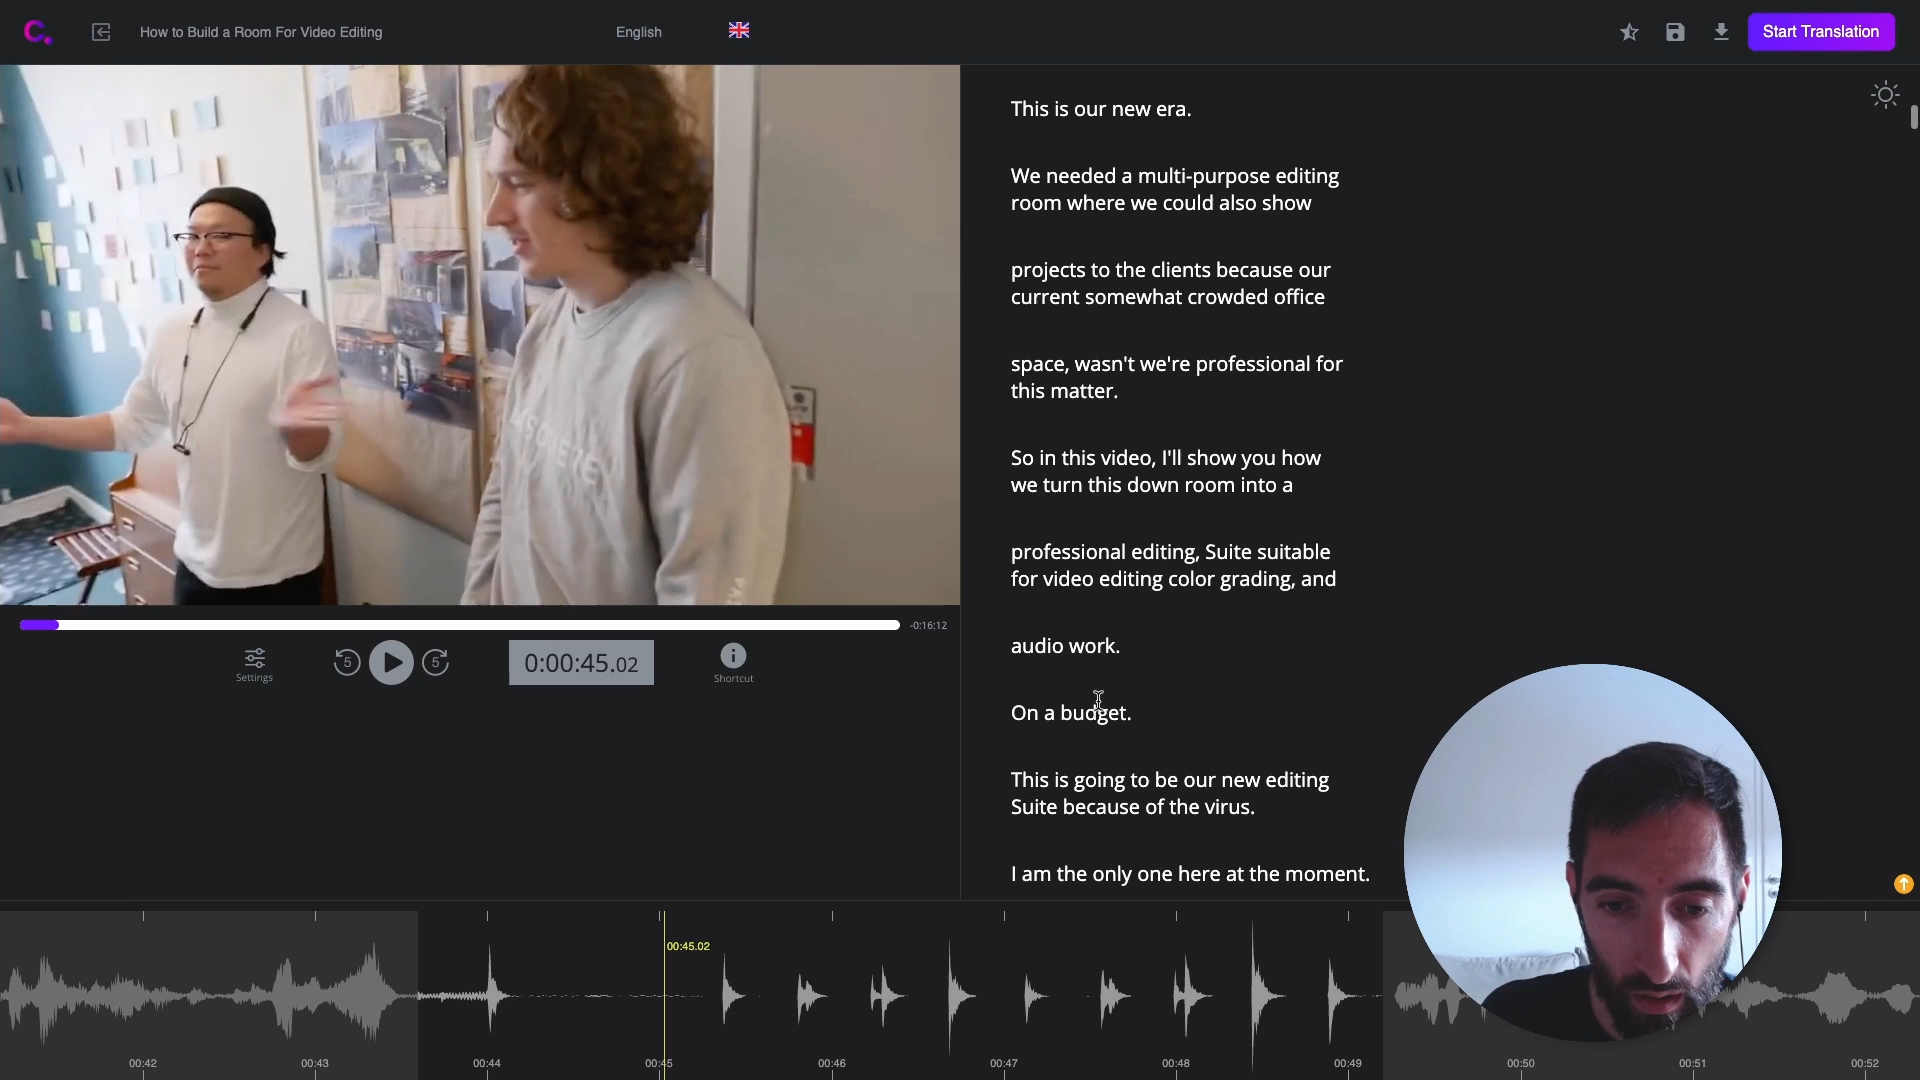 C.
How to Build a Room For Video Editing
English
Start Translation
This is our new era.
We needed a multi-purpose editing
room where we could also show
projects to the clients because our
current somewhat crowded office
space, wasn't we're professional for
this matter.
So in this video, I'll show you how
we turn this down room into a
professional editing, Suite suitable
for video editing color grading, and
audio work.
On a budget.
This is going to be our new editing
Suite because of the virus.
I am the only one here at the moment.
-0:16:12
Settings
5
5
0:00:45.02
Shortcut
00:45.02
00:42
00:43
00:44
00:45
00:46
00:47
00:48
00:49
00:50
00:51
00:52